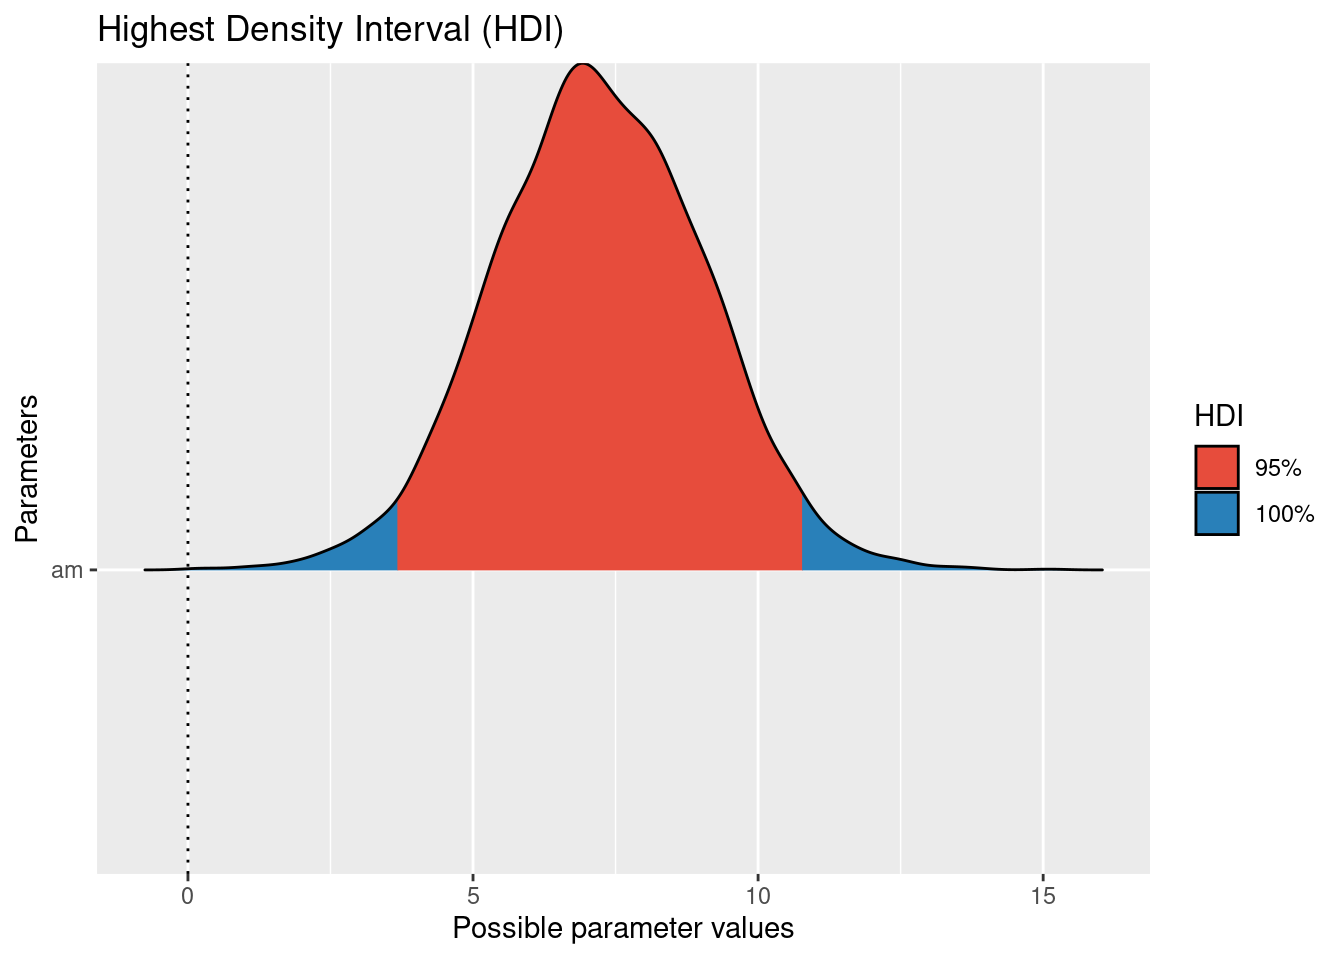 Highest Density Interval (HDI)
Parameters
am
0 5 10 15
Possible parameter values
HDI
95%
100%